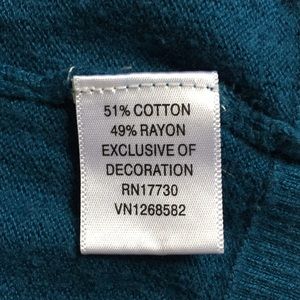 51% COTTON
49% RAYON
EXCLUSIVE OF
DECORATION
RN17730
VN1268582